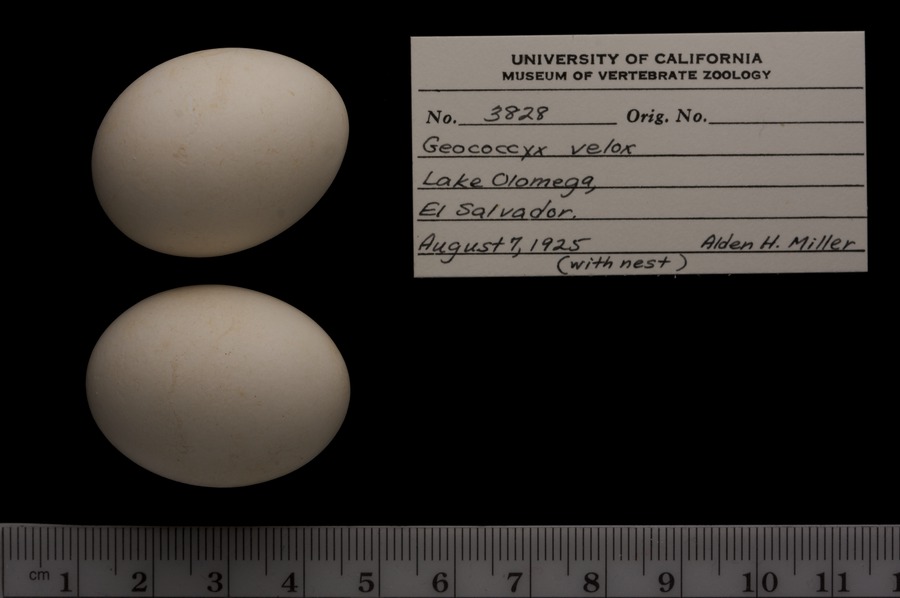 UNIVERSITY OF CALIFORNIA
MUSEUM OF VERTEBRATE ZOOLOGY
No. 3828 Orig. No.
Geococcyx velox
Lake Olomega,
El Salvador.
August 7, 1925 Alden H. Miller
(with nest)
cm 1 2 3 4 5 6 7 8 9 10 11 1